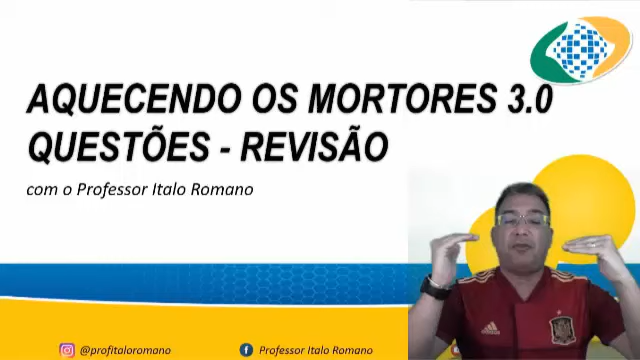 AQUECENDO OS MORTORES 3.0
QUESTÕES - REVISÃO
com o Professor Italo Romano
@profitaloromano
Professor Italo Romano